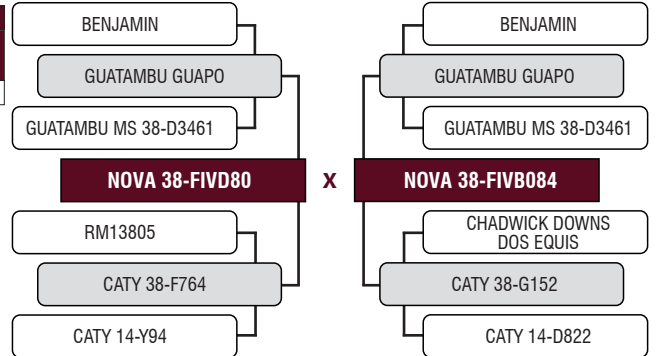 BENJAMIN
GUATAMBU GUAPO
GUATAMBU MS 38-D3461
NOVA 38-FIVD80
RM13805
CATY 38-F764
CATY 14-Y94
X
BENJAMIN
GUATAMBU GUAPO
GUATAMBU MS 38-D3461
NOVA 38-FIVB084
CHADWICK DOWNS
DOS EQUIS
CATY 38-G152
CATY 14-D822